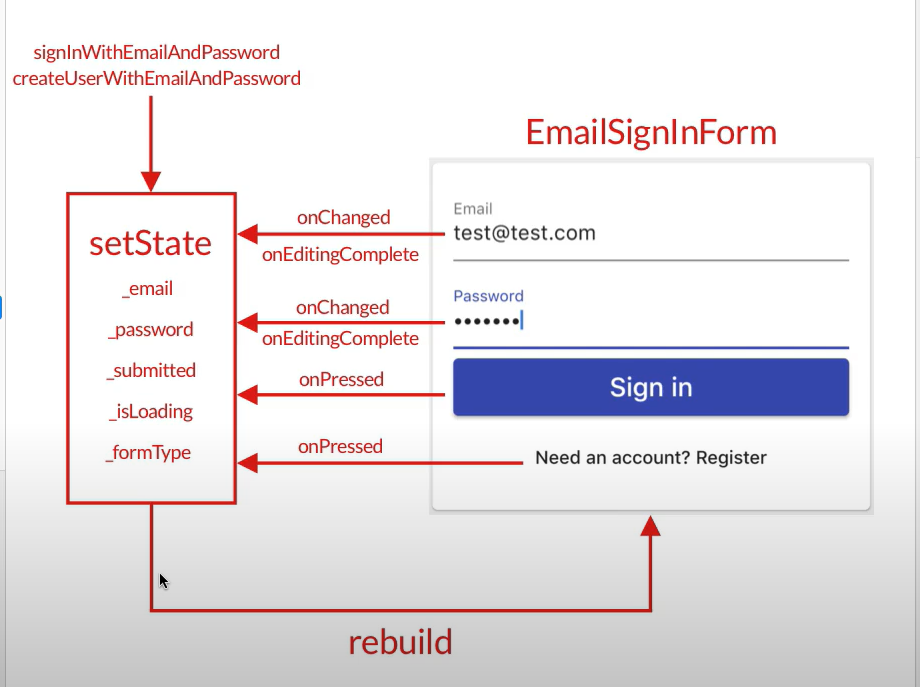 signInWithEmailAndPassword
createUserWithEmailAndPassword
EmailSignInForm
setState
_email
_password
_submitted
_isLoading
_formType
onChanged
onEditingComplete
onChanged
onEditingComplete
onPressed
onPressed
Email
test@test.com
Password
•••••••
Sign in
Need an account? Register
rebuild